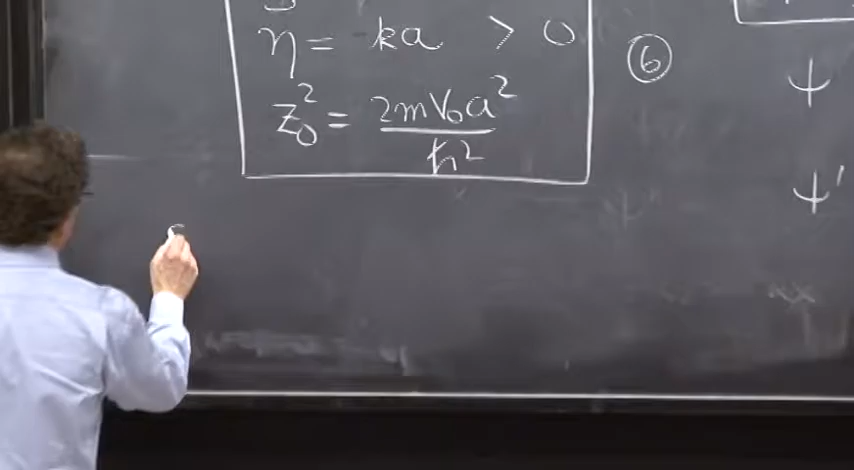 η = ka > 0
⑥
z₀² = 2mV₀a² / ħ²
ψ
ψ'